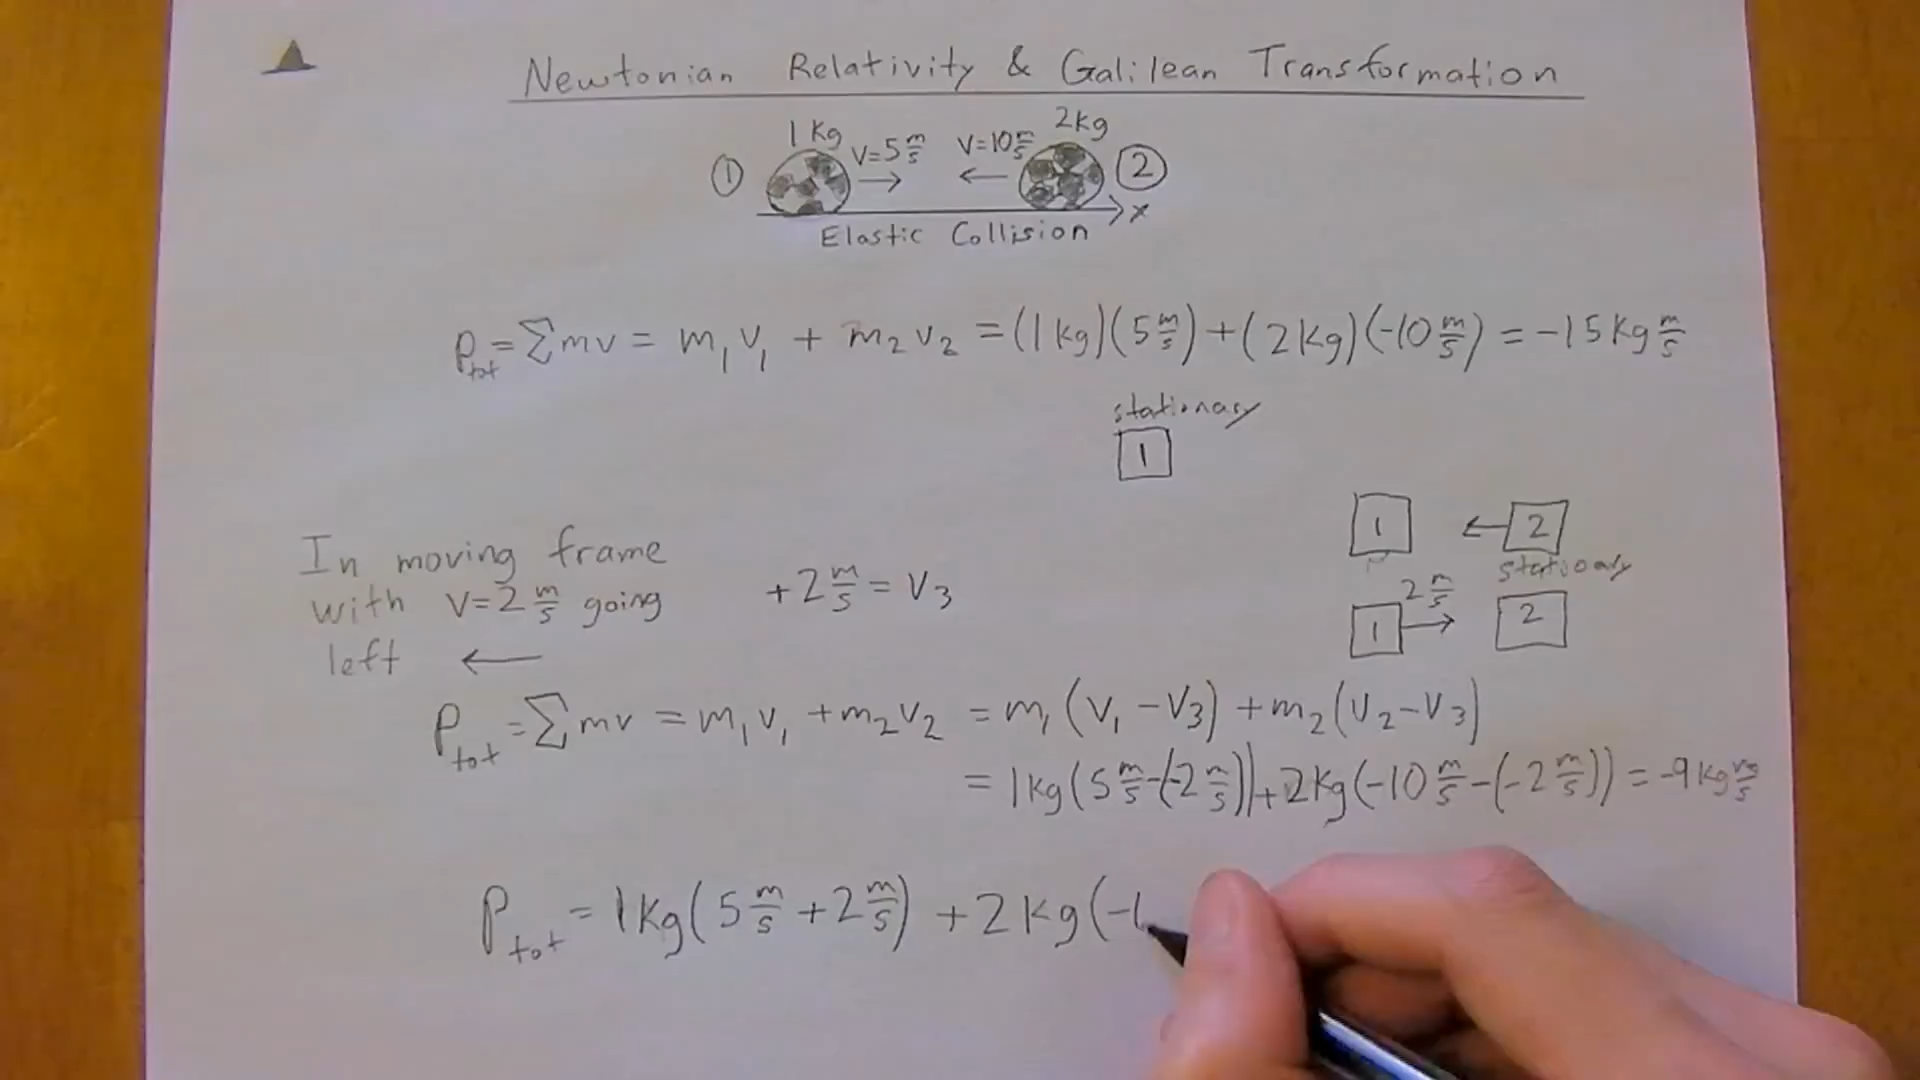 Newtonian Relativity & Galilean Transformation
1 Kg
2kg
① V=5 m/s
V=10 m/s ②
x
Elastic Collision
P_tot = Σmv = m₁v₁ + m₂v₂ = (1kg)(5 m/s) + (2Kg)(-10 m/s) = -15 Kg m/s
stationary
1
1 ← 2
In moving frame
with V=2 m/s going
left ←
+2 m/s = V₃
stationary
2 m/s
1 → 2
P_tot = Σmv = m₁v₁ + m₂v₂ = m₁(V₁ - V₃) + m₂(V₂ - V₃)
= 1kg(5 m/s - (-2 m/s)) + 2Kg(-10 m/s - (-2 m/s)) = -9 Kg m/s
P_tot = 1Kg(5 m/s + 2 m/s) + 2Kg(-1